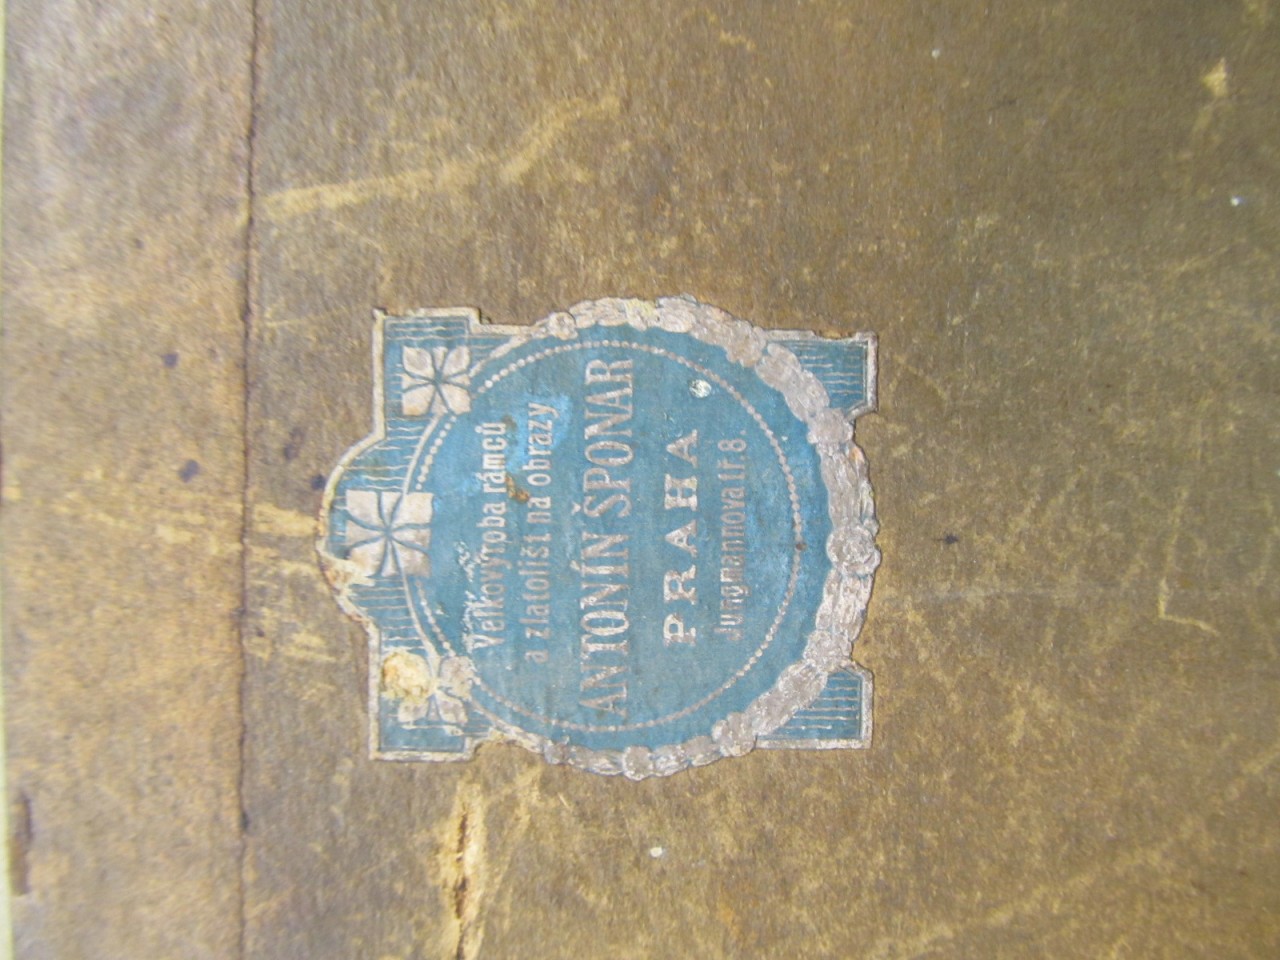 Velkovýroba rámců
a zlatolišt na obrazy
ANTONÍN ŠPONAR
PRAHA
Jungmannova tř. 8.